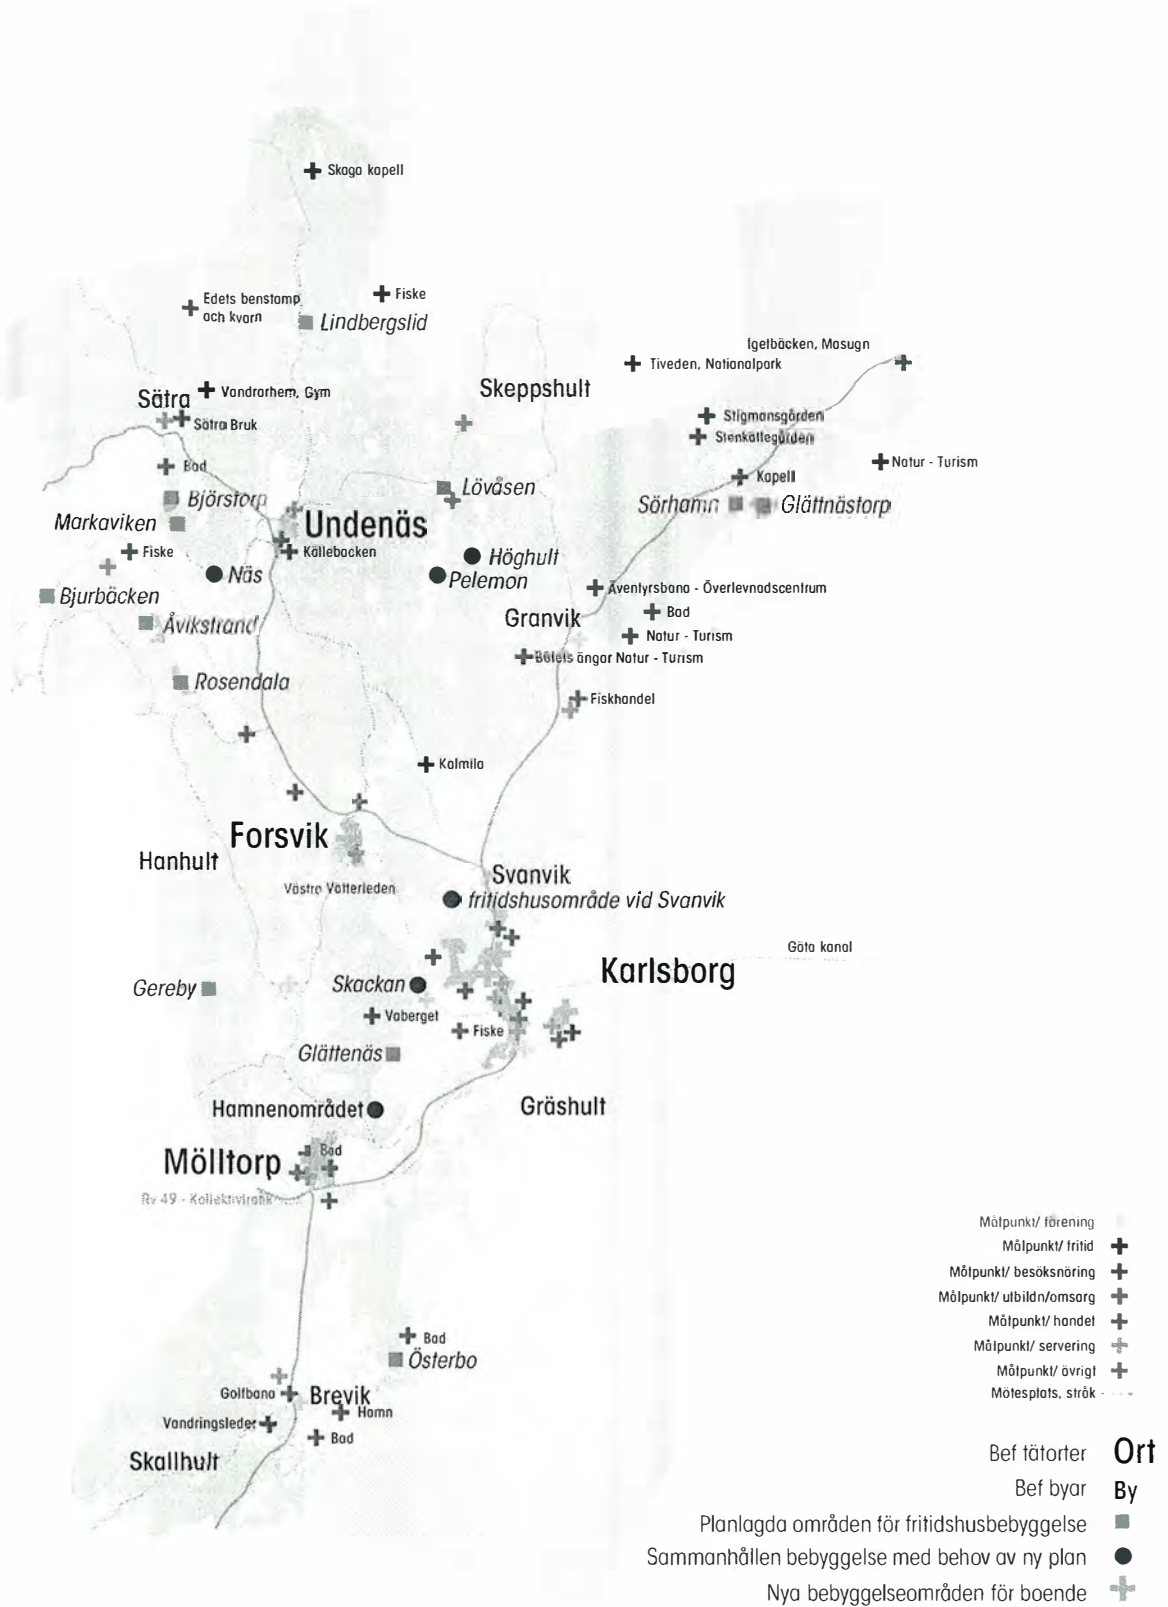 Skaga kapell
Edets benstamp
och kvarn
Fiske
Lindbergslid
Igelbäcken, Masugn
Tiveden, Nationalpark
Skeppshult
Vandrarhem, Gym
Sätra
Sätra Bruk
Stigmansgården
Stenkällegården
Bad
Natur - Turism
Kapell
Björstorp
Lövåsen
Sörhamn
Glättnästorp
Markaviken
Undenäs
Fiske
Källebacken
Höghult
Näs
Pelemon
Bjurbäcken
Äventyrsbana - Överlevnadscentrum
Åvikstrand
Granvik
Bad
Natur - Turism
Bölets ängar Natur - Turism
Rosendala
Fiskhandel
Kolmila
Forsvik
Hanhult
Svanvik
Västra Vätterleden
fritidshusområde vid Svanvik
Göta kanal
Karlsborg
Gereby
Skackan
Vaberget
Fiske
Glättenäs
Hamnenområdet
Gräshult
Bad
Mölltorp
Rv 49 - Kollektivtrafik
Målpunkt/ förening
Målpunkt/ fritid
Målpunkt/ besöksnäring
Målpunkt/ utbildn/omsorg
Målpunkt/ handel
Målpunkt/ servering
Målpunkt/ övrigt
Mötesplats, stråk
Bad
Österbo
Golfbana
Brevik
Hamn
Vandringsleder
Bad
Skallhult
Bef tätorter Ort
Bef byar By
Planlagda områden för fritidshusbebyggelse
Sammanhållen bebyggelse med behov av ny plan
Nya bebyggelseområden för boende